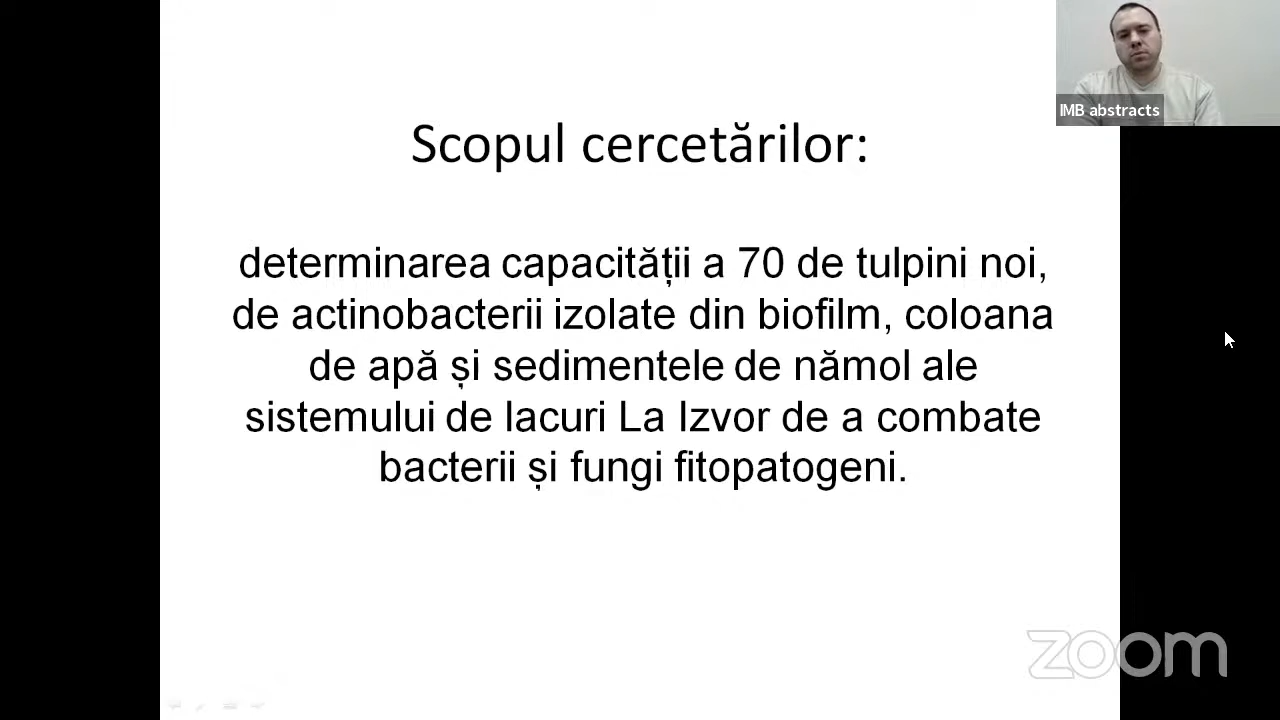 IMB abstracts
Scopul cercetărilor:
determinarea capacității a 70 de tulpini noi,
de actinobacterii izolate din biofilm, coloana
de apă și sedimentele de nămol ale
sistemului de lacuri La Izvor de a combate
bacterii și fungi fitopatogeni.
zoom